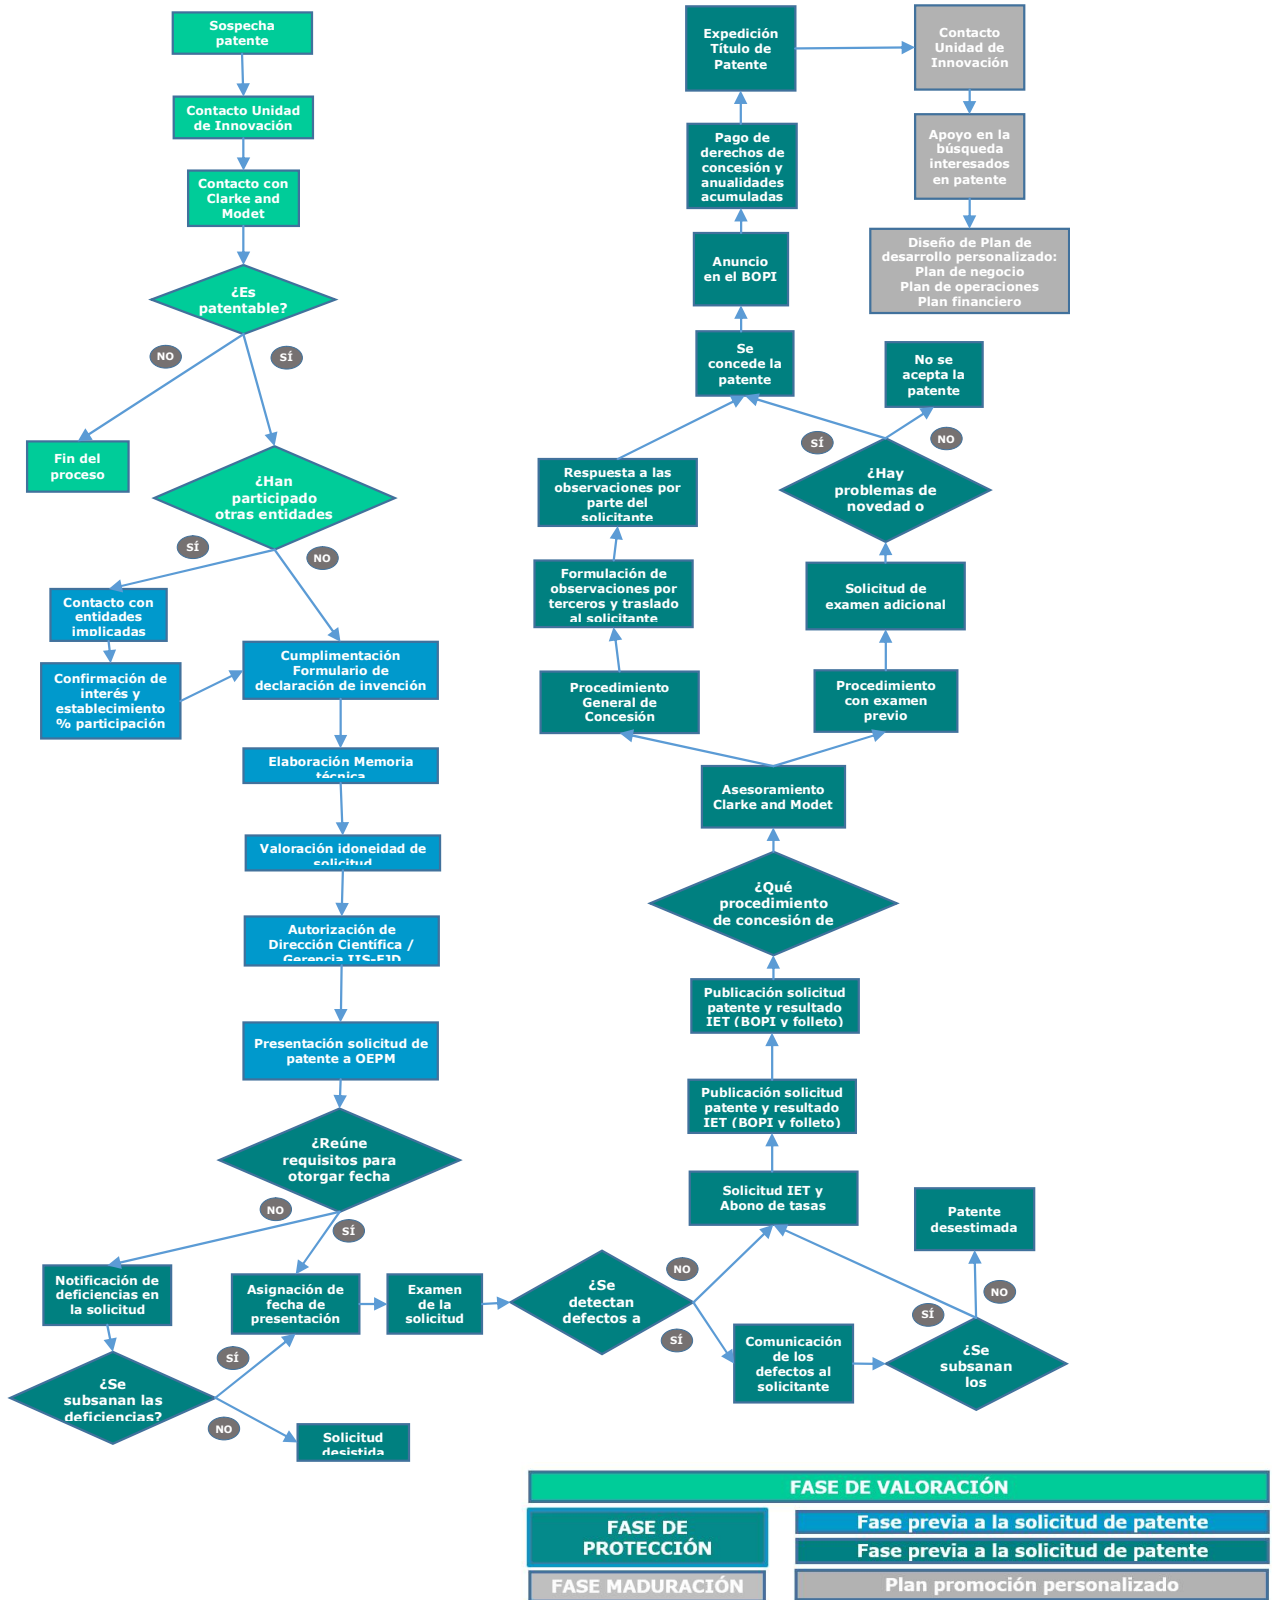 Sospecha
patente
Contacto Unidad
de Innovación
Contacto con
Clarke and
Modet
¿Es
patentable?
NO
SÍ
Fin del
proceso
¿Han
participado
otras entidades
SÍ
NO
Contacto con
entidades
implicadas
Confirmación de
interés y
establecimiento
% participación
Cumplimentación
Formulario de
declaración de invención
Elaboración Memoria
técnica
Valoración idoneidad de
solicitud
Autorización de
Dirección Científica /
Gerencia IIS-FJD
Presentación solicitud de
patente a OEPM
¿Reúne
requisitos para
otorgar fecha
NO
SÍ
Notificación de
deficiencias en
la solicitud
Asignación de
fecha de
presentación
Examen
de la
solicitud
¿Se
subsanan las
deficiencias?
SÍ
NO
Solicitud
desistida
¿Se
detectan
defectos a
NO
SÍ
Comunicación
de los
defectos al
solicitante
¿Se
subsanan
los
SÍ
NO
Patente
desestimada
Solicitud IET y
Abono de tasas
Publicación solicitud
patente y resultado
IET (BOPI y folleto)
Publicación solicitud
patente y resultado
IET (BOPI y folleto)
¿Qué
procedimiento
de concesión de
Asesoramiento
Clarke and Modet
Procedimiento
General de
Concesión
Procedimiento
con examen
previo
Formulación de
observaciones por
terceros y traslado
al solicitante
Solicitud de
examen adicional
Respuesta a las
observaciones por
parte del
solicitante
¿Hay
problemas de
novedad o
SÍ
NO
Se
concede la
patente
No se
acepta la
patente
Anuncio
en el BOPI
Pago de
derechos de
concesión y
anualidades
acumuladas
Expedición
Título de
Patente
Contacto
Unidad de
Innovación
Apoyo en la
búsqueda
interesados
en patente
Diseño de Plan de
desarrollo personalizado:
Plan de negocio
Plan de operaciones
Plan financiero
FASE DE VALORACIÓN
FASE DE
PROTECCIÓN
Fase previa a la solicitud de patente
Fase previa a la solicitud de patente
FASE MADURACIÓN
Plan promoción personalizado